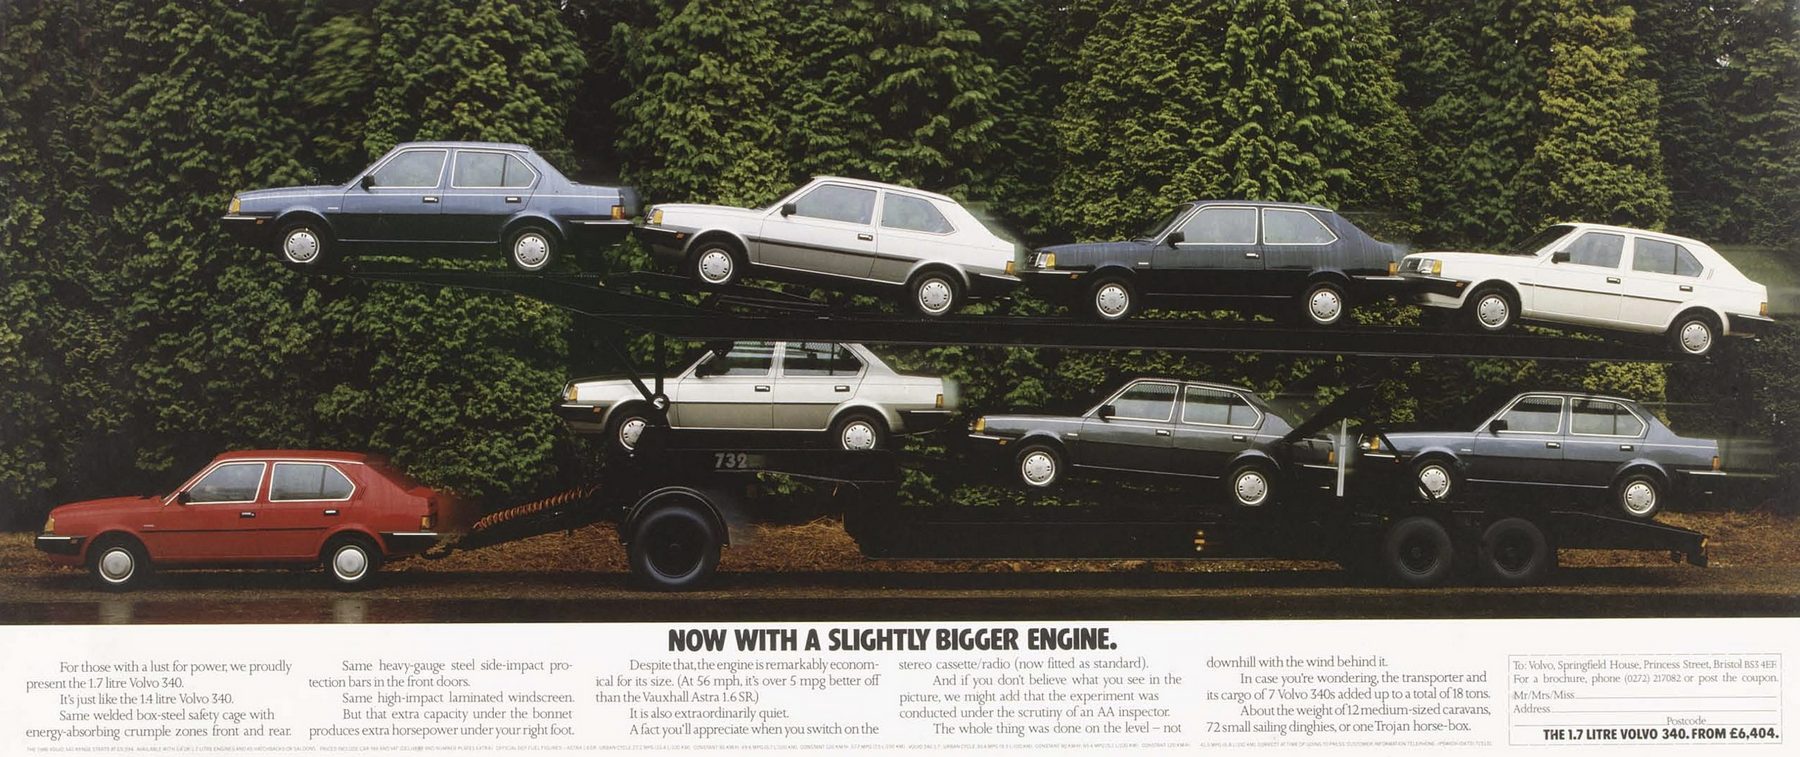 732
NOW WITH A SLIGHTLY BIGGER ENGINE.
For those with a lust for power, we proudly
present the 1.7 litre Volvo 340.
It's just like the 1.4 litre Volvo 340.
Same welded box-steel safety cage with
energy-absorbing crumple zones front and rear.
Same heavy-gauge steel side-impact pro-
tection bars in the front doors.
Same high-impact laminated windscreen.
But that extra capacity under the bonnet
produces extra horsepower under your right foot.
Despite that, the engine is remarkably econom-
ical for its size. (At 56 mph, it's over 5 mpg better off
than the Vauxhall Astra 1.6 SR.)
It is also extraordinarily quiet.
A fact you'll appreciate when you switch on the
stereo cassette/radio (now fitted as standard).
And if you don't believe what you see in the
picture, we might add that the experiment was
conducted under the scrutiny of an AA inspector.
The whole thing was done on the level – not
downhill with the wind behind it.
In case you're wondering, the transporter and
its cargo of 7 Volvo 340s added up to a total of 18 tons.
About the weight of 12 medium-sized caravans,
72 small sailing dinghies, or one Trojan horse-box.
To: Volvo, Springfield House, Princess Street, Bristol BS3 4EF.
For a brochure, phone (0272) 217082 or post the coupon.
Mr/Mrs/Miss
Address
Postcode
THE 1.7 LITRE VOLVO 340. FROM £6,404.